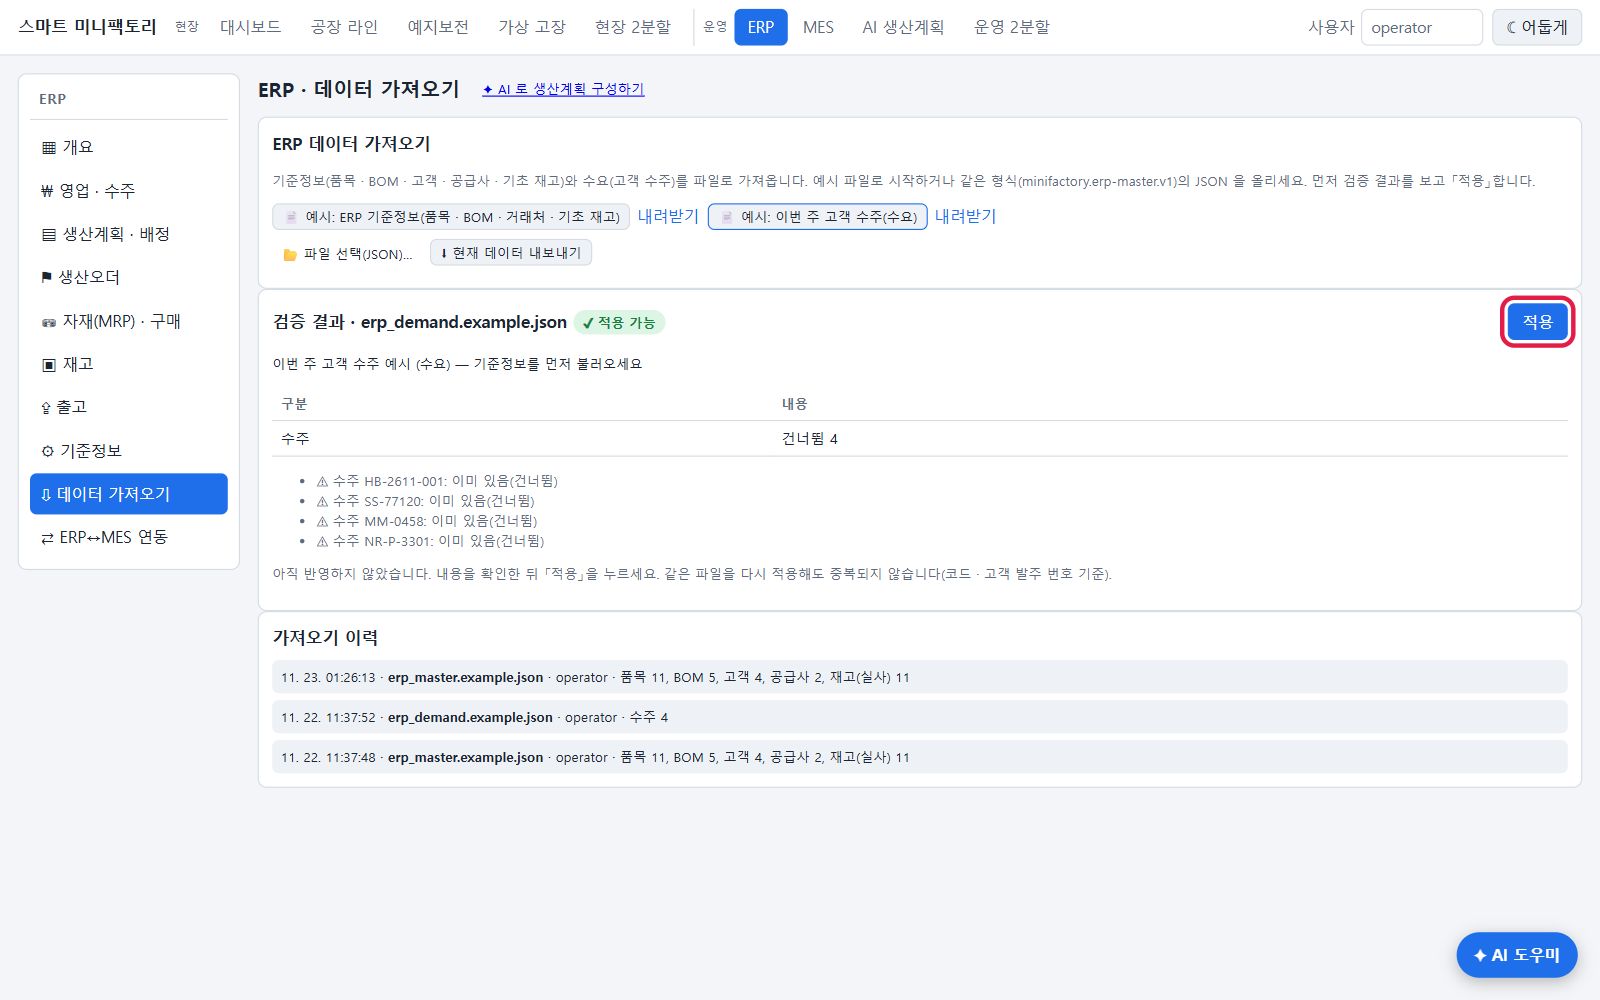 스마트 미니팩토리 현장 대시보드 공장 라인 예지보전 가상 고장 현장 2분할 운영 ERP MES AI 생산계획 운영 2분할 사용자 operator ☾ 어둡게
ERP
▦ 개요
₩ 영업 · 수주
▤ 생산계획 · 배정
⚑ 생산오더
자재(MRP) · 구매
▣ 재고
⇪ 출고
⚙ 기준정보
⇩ 데이터 가져오기
⇄ ERP↔MES 연동
ERP · 데이터 가져오기 ✦ AI 로 생산계획 구성하기
ERP 데이터 가져오기
기준정보(품목 · BOM · 고객 · 공급사 · 기초 재고)와 수요(고객 수주)를 파일로 가져옵니다. 예시 파일로 시작하거나 같은 형식(minifactory.erp-master.v1)의 JSON 을 올리세요. 먼저 검증 결과를 보고 「적용」합니다.
예시: ERP 기준정보(품목 · BOM · 거래처 · 기초 재고) 내려받기 예시: 이번 주 고객 수주(수요) 내려받기
파일 선택(JSON)... ⬇ 현재 데이터 내보내기
검증 결과 · erp_demand.example.json ✔ 적용 가능 적용
이번 주 고객 수주 예시 (수요) — 기준정보를 먼저 불러오세요
구분 내용
수주 건너뜀 4
• ⚠ 수주 HB-2611-001: 이미 있음(건너뜀)
• ⚠ 수주 SS-77120: 이미 있음(건너뜀)
• ⚠ 수주 MM-0458: 이미 있음(건너뜀)
• ⚠ 수주 NR-P-3301: 이미 있음(건너뜀)
아직 반영하지 않았습니다. 내용을 확인한 뒤 「적용」을 누르세요. 같은 파일을 다시 적용해도 중복되지 않습니다(코드 · 고객 발주 번호 기준).
가져오기 이력
11. 23. 01:26:13 · erp_master.example.json · operator · 품목 11, BOM 5, 고객 4, 공급사 2, 재고(실사) 11
11. 22. 11:37:52 · erp_demand.example.json · operator · 수주 4
11. 22. 11:37:48 · erp_master.example.json · operator · 품목 11, BOM 5, 고객 4, 공급사 2, 재고(실사) 11
✦ AI 도우미